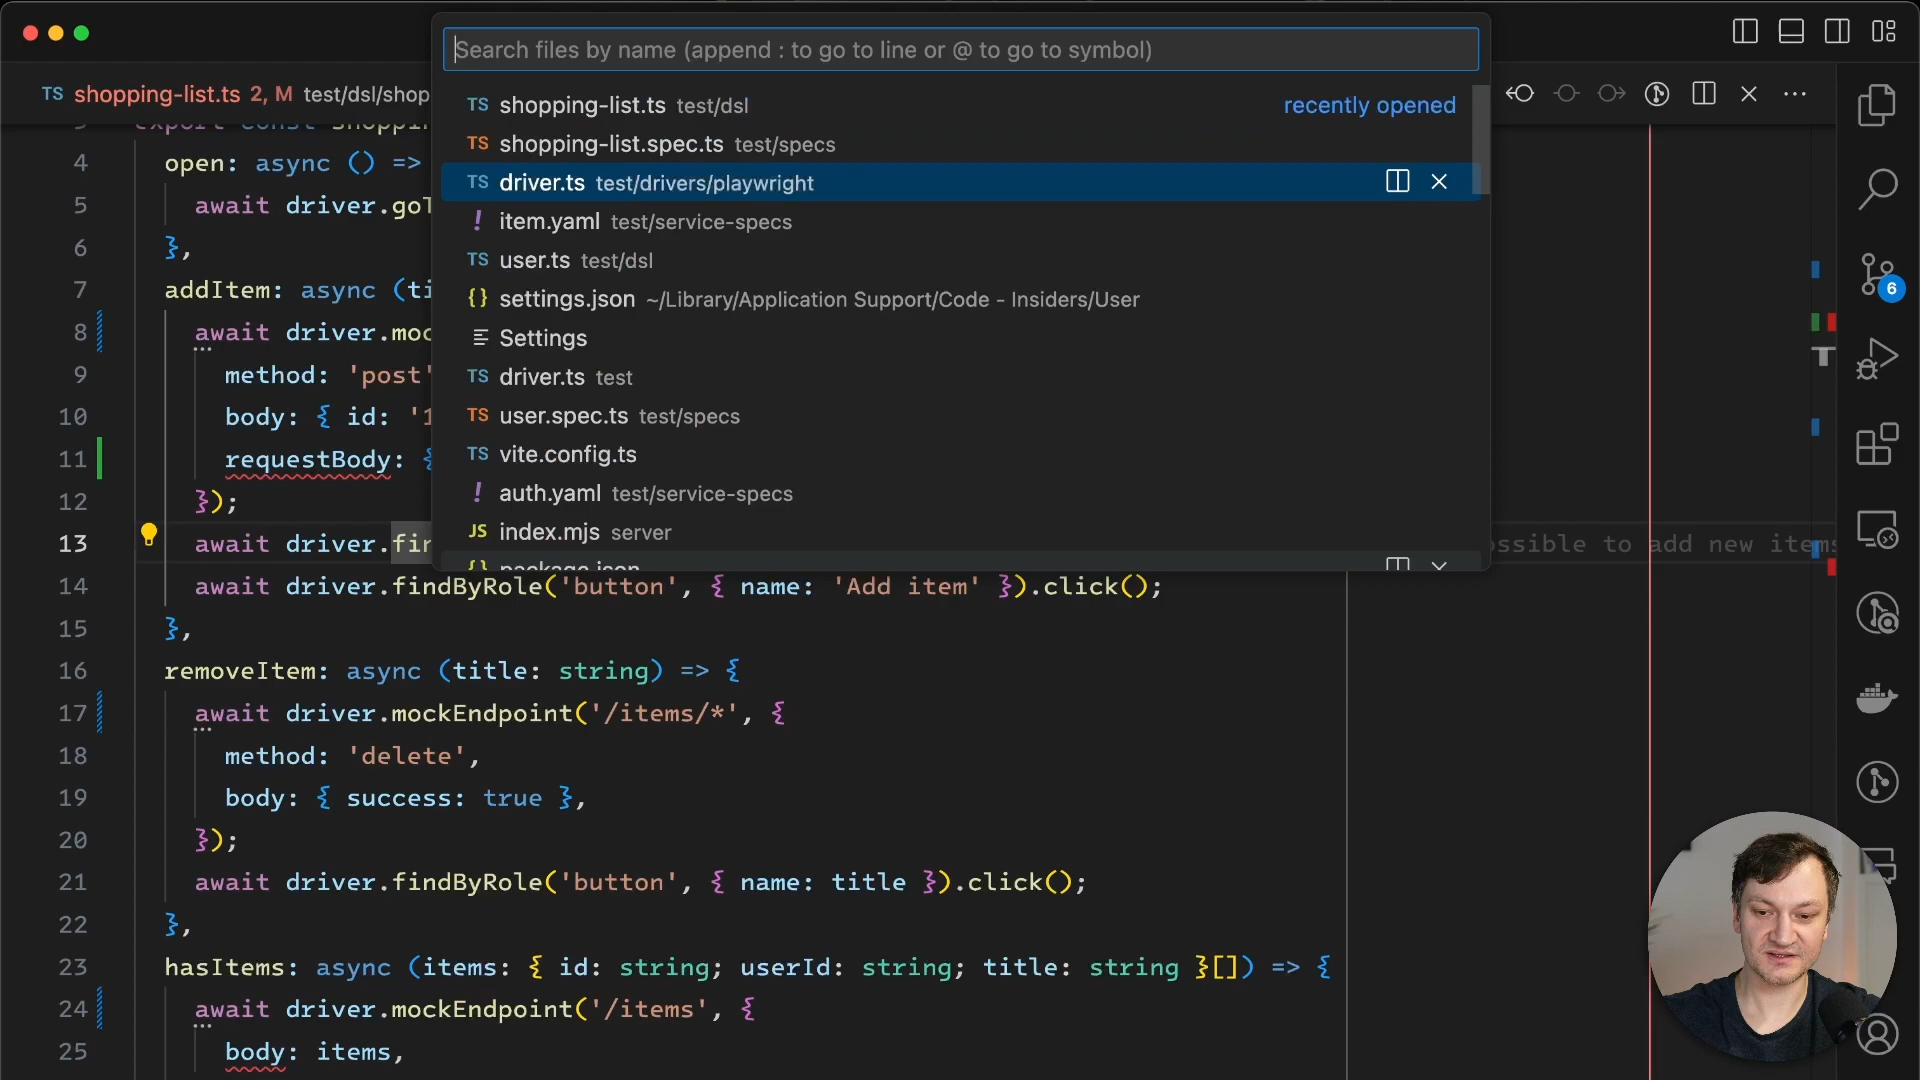 Search files by name (append : to go to line or @ to go to symbol)
TS shopping-list.ts 2, M test/dsl/shop
TS shopping-list.ts test/dsl recently opened
TS shopping-list.spec.ts test/specs
TS driver.ts test/drivers/playwright
! item.yaml test/service-specs
TS user.ts test/dsl
{} settings.json ~/Library/Application Support/Code - Insiders/User
Settings
TS driver.ts test
TS user.spec.ts test/specs
TS vite.config.ts
! auth.yaml test/service-specs
JS index.mjs server
{} package.json
6
export const Shoppin
4 open: async () =>
5 await driver.goT
6 },
7 addItem: async (ti
8 await driver.moc
9 method: 'post'
10 body: { id: '1
11 requestBody: {
12 });
13 await driver.fin ossible to add new items
14 await driver.findByRole('button', { name: 'Add item' }).click();
15 },
16 removeItem: async (title: string) => {
17 await driver.mockEndpoint('/items/*', {
18 method: 'delete',
19 body: { success: true },
20 });
21 await driver.findByRole('button', { name: title }).click();
22 },
23 hasItems: async (items: { id: string; userId: string; title: string }[]) => {
24 await driver.mockEndpoint('/items', {
25 body: items,